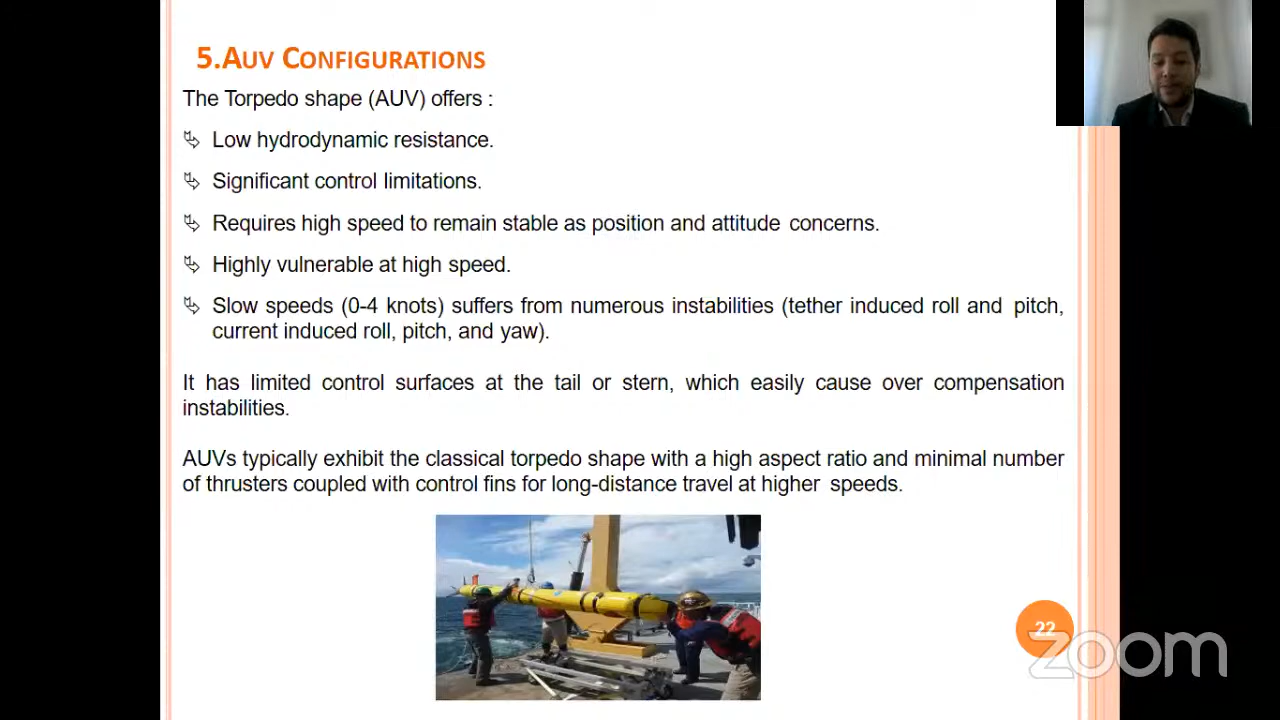 5.AUV CONFIGURATIONS
The Torpedo shape (AUV) offers :
Low hydrodynamic resistance.
Significant control limitations.
Requires high speed to remain stable as position and attitude concerns.
Highly vulnerable at high speed.
Slow speeds (0-4 knots) suffers from numerous instabilities (tether induced roll and pitch,
current induced roll, pitch, and yaw).
It has limited control surfaces at the tail or stern, which easily cause over compensation
instabilities.
AUVs typically exhibit the classical torpedo shape with a high aspect ratio and minimal number
of thrusters coupled with control fins for long-distance travel at higher speeds.
22
zoom